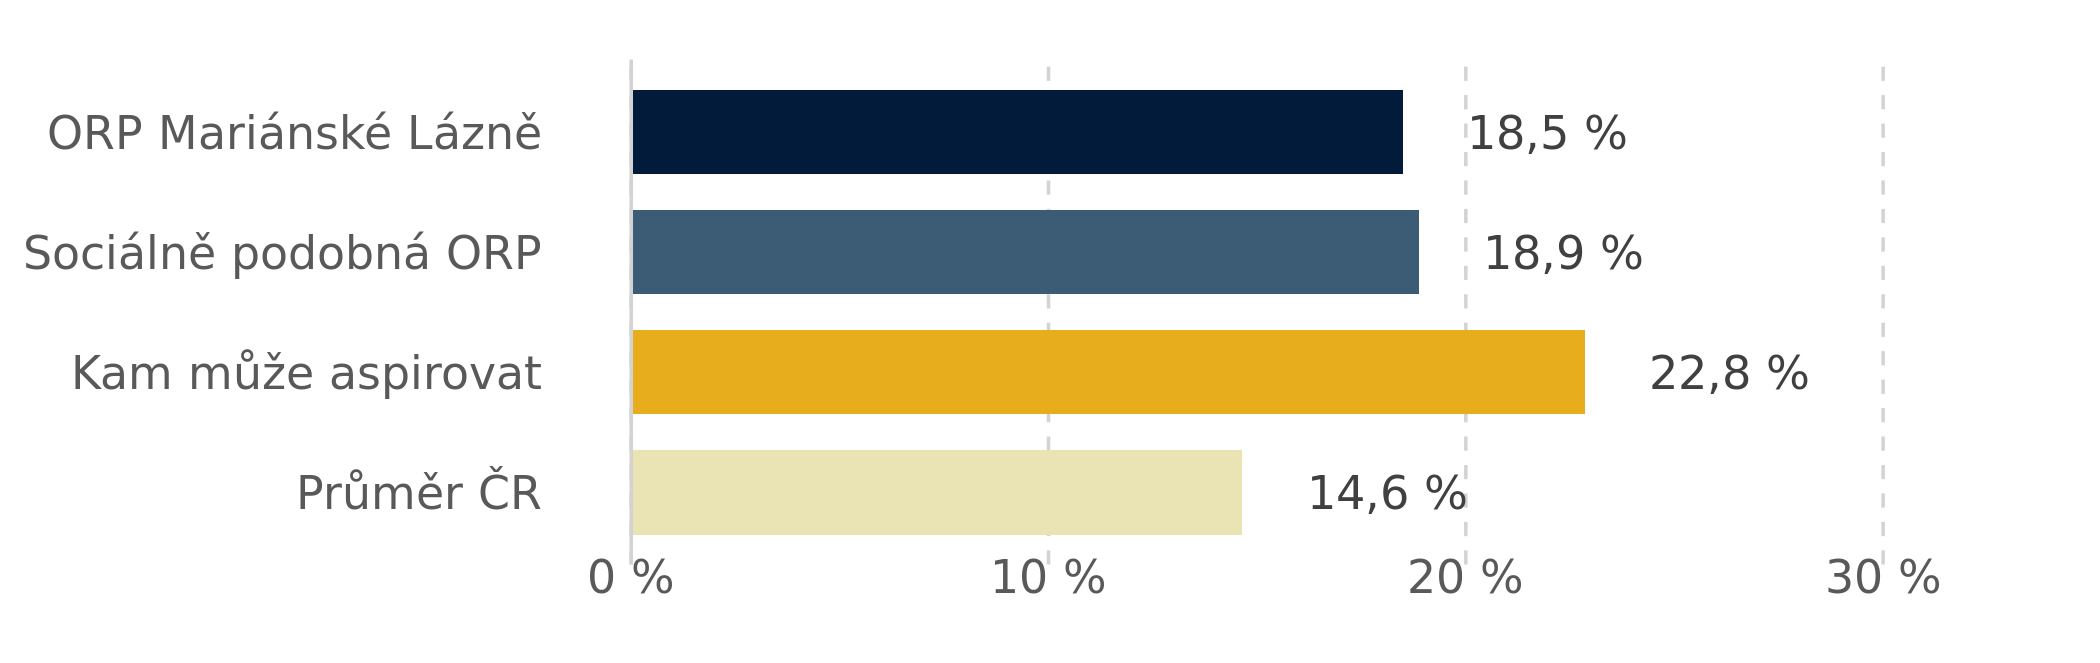 ORP Mariánské Lázně 18,5 %
Sociálně podobná ORP 18,9 %
Kam může aspirovat 22,8 %
Průměr ČR 14,6 %
0 % 10 % 20 % 30 %